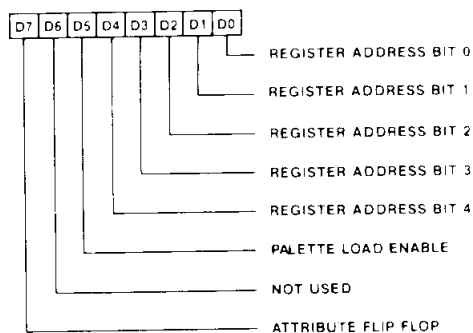 D7 D6 D5 D4 D3 D2 D1 D0
REGISTER ADDRESS BIT 0
REGISTER ADDRESS BIT 1
REGISTER ADDRESS BIT 2
REGISTER ADDRESS BIT 3
REGISTER ADDRESS BIT 4
PALETTE LOAD ENABLE
NOT USED
ATTRIBUTE FLIP FLOP